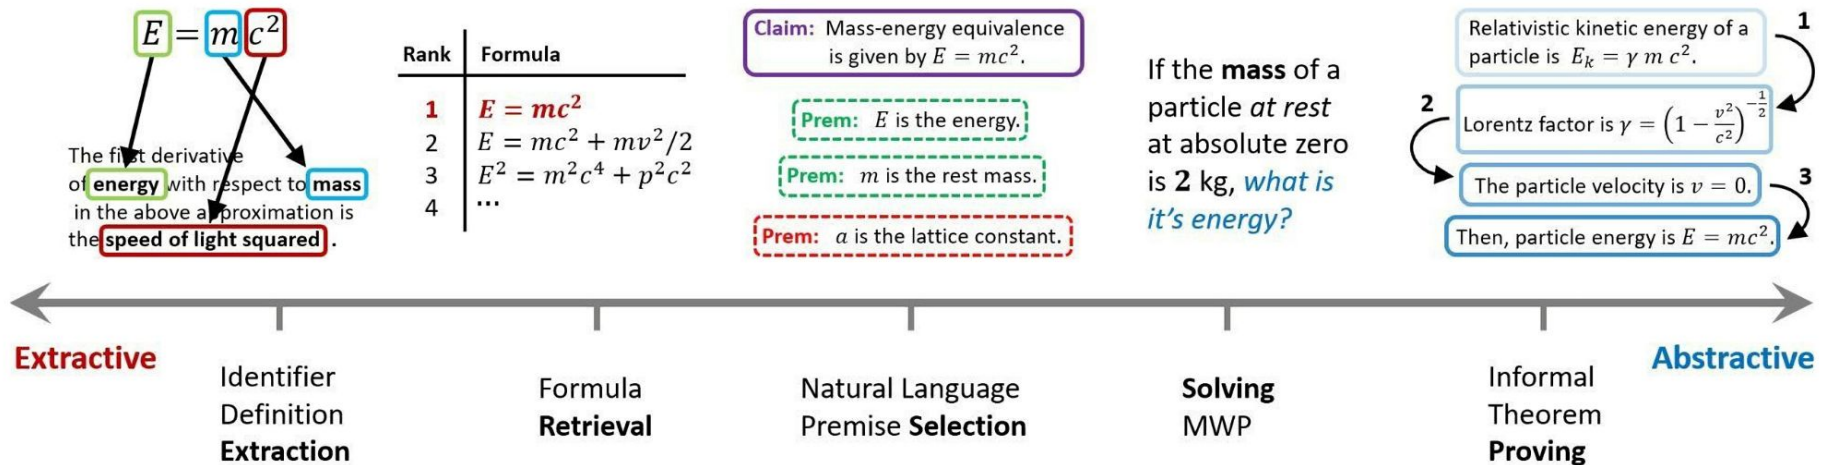 E = mc²
The first derivative
of energy with respect to mass
in the above approximation is
the speed of light squared .
Rank Formula
1 E = mc²
2 E = mc² + mv²/2
3 E² = m²c⁴ + p²c²
4 ...
Claim: Mass-energy equivalence
is given by E = mc².
Prem: E is the energy.
Prem: m is the rest mass.
Prem: a is the lattice constant.
If the mass of a
particle at rest
at absolute zero
is 2 kg, what is
it's energy?
Relativistic kinetic energy of a
particle is E_k = γ m c².
1
Lorentz factor is γ = (1 − v²/c²)^(−1/2)
2
The particle velocity is v = 0.
3
Then, particle energy is E = mc².
Extractive
Abstractive
Identifier
Definition
Extraction
Formula
Retrieval
Natural Language
Premise Selection
Solving
MWP
Informal
Theorem
Proving